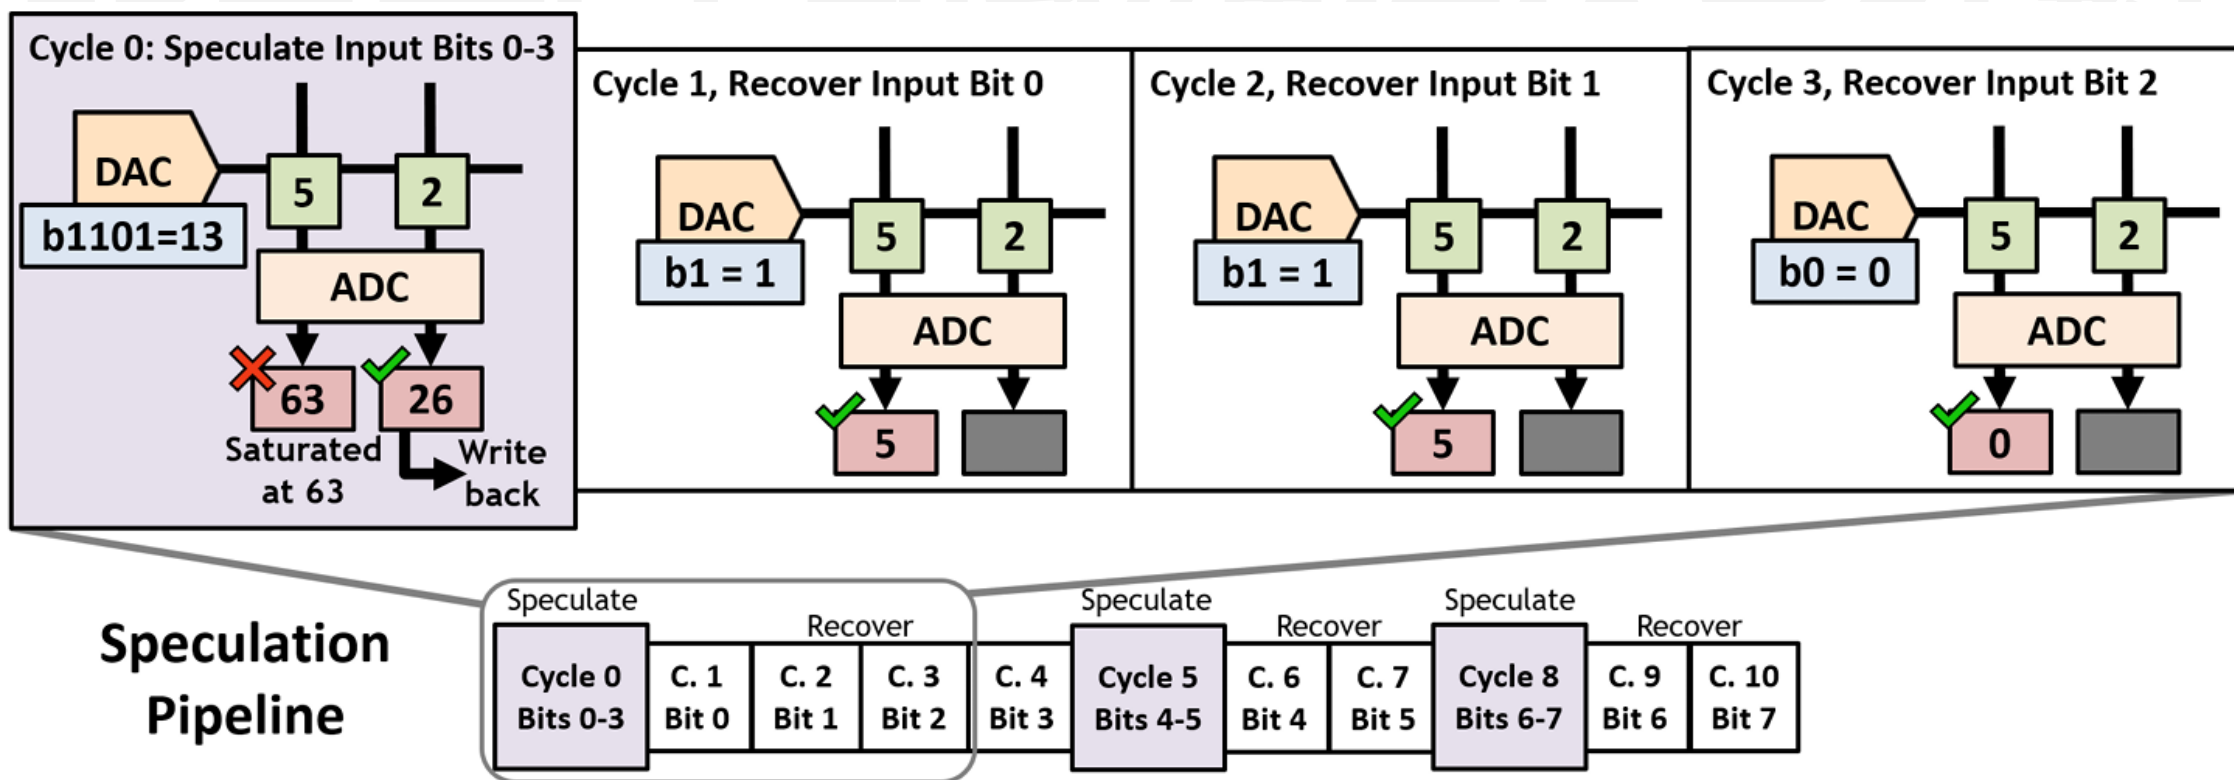 Cycle 0: Speculate Input Bits 0-3
DAC
b1101=13
5
2
ADC
63
26
Saturated
at 63
Write
back
Cycle 1, Recover Input Bit 0
DAC
b1 = 1
5
2
ADC
5
Cycle 2, Recover Input Bit 1
DAC
b1 = 1
5
2
ADC
5
Cycle 3, Recover Input Bit 2
DAC
b0 = 0
5
2
ADC
0
Speculation
Pipeline
Speculate
Recover
Speculate
Recover
Speculate
Recover
Cycle 0
Bits 0-3
C. 1
Bit 0
C. 2
Bit 1
C. 3
Bit 2
C. 4
Bit 3
Cycle 5
Bits 4-5
C. 6
Bit 4
C. 7
Bit 5
Cycle 8
Bits 6-7
C. 9
Bit 6
C. 10
Bit 7